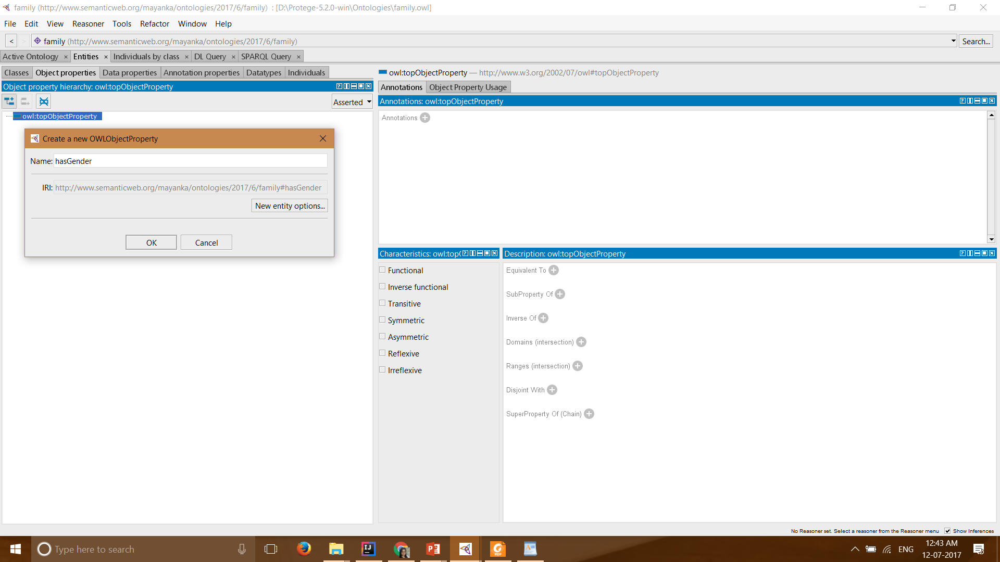 family (http://www.semanticweb.org/mayanka/ontologies/2017/6/family) : [D:\Protege-5.2.0-win\Ontologies\family.owl]
File Edit View Reasoner Tools Refactor Window Help
< > family (http://www.semanticweb.org/mayanka/ontologies/2017/6/family) Search...
Active Ontology × Entities × Individuals by class × DL Query × SPARQL Query ×
Classes Object properties Data properties Annotation properties Datatypes Individuals
Object property hierarchy: owl:topObjectProperty
Asserted
owl:topObjectProperty
Create a new OWLObjectProperty
Name: hasGender
IRI: http://www.semanticweb.org/mayanka/ontologies/2017/6/family#hasGender
New entity options...
OK Cancel
owl:topObjectProperty — http://www.w3.org/2002/07/owl#topObjectProperty
Annotations Object Property Usage
Annotations: owl:topObjectProperty
Annotations
Characteristics: owl:top
Functional
Inverse functional
Transitive
Symmetric
Asymmetric
Reflexive
Irreflexive
Description: owl:topObjectProperty
Equivalent To
SubProperty Of
Inverse Of
Domains (intersection)
Ranges (intersection)
Disjoint With
SuperProperty Of (Chain)
No Reasoner set. Select a reasoner from the Reasoner menu Show Inferences
Type here to search
ENG
12:43 AM
12-07-2017